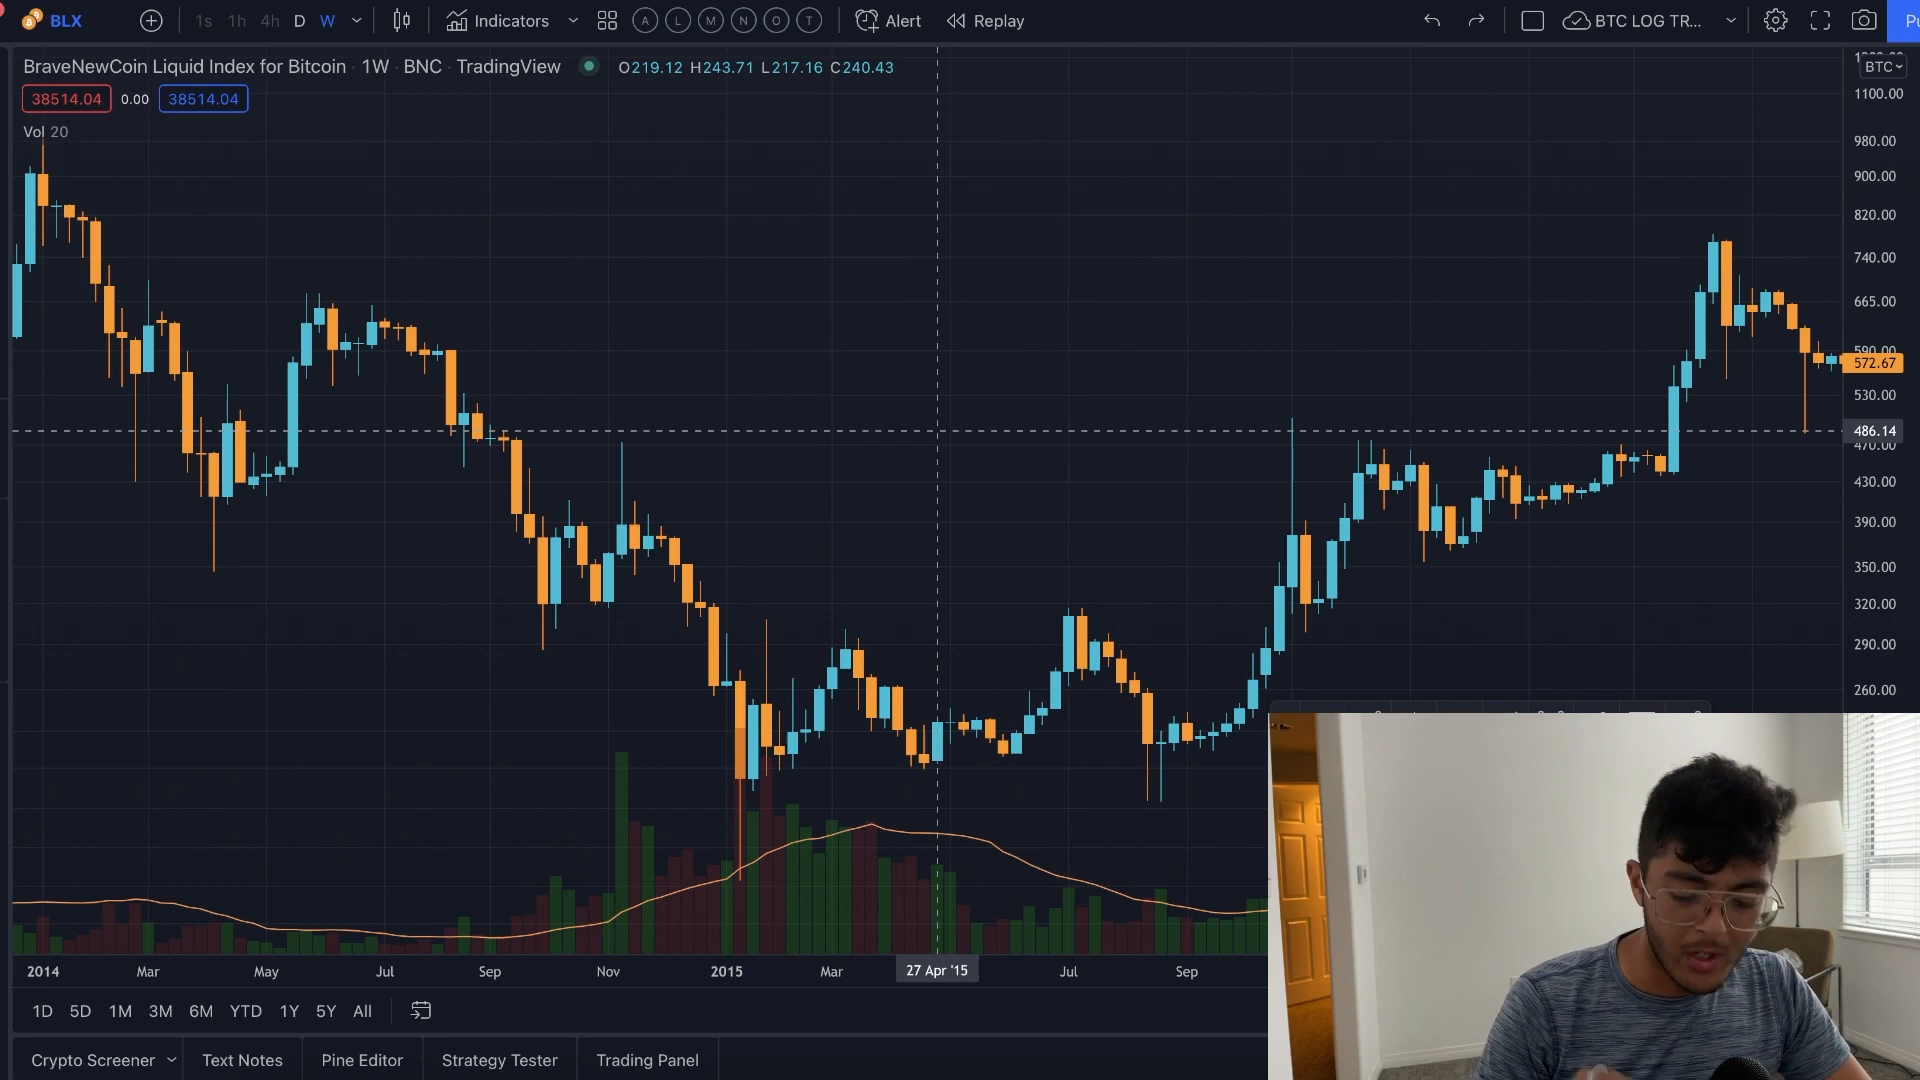 BLX 1s 1h 4h D W Indicators A L M N O T Alert Replay BTC LOG TR...
BraveNewCoin Liquid Index for Bitcoin · 1W · BNC · TradingView O219.12 H243.71 L217.16 C240.43
38514.04 0.00 38514.04
Vol 20
BTC
1100.00
980.00
900.00
820.00
740.00
665.00
590.00
572.67
530.00
486.14
470.00
430.00
390.00
350.00
320.00
290.00
260.00
2014 Mar May Jul Sep Nov 2015 Mar 27 Apr '15 Jul Sep
1D 5D 1M 3M 6M YTD 1Y 5Y All
Crypto Screener Text Notes Pine Editor Strategy Tester Trading Panel